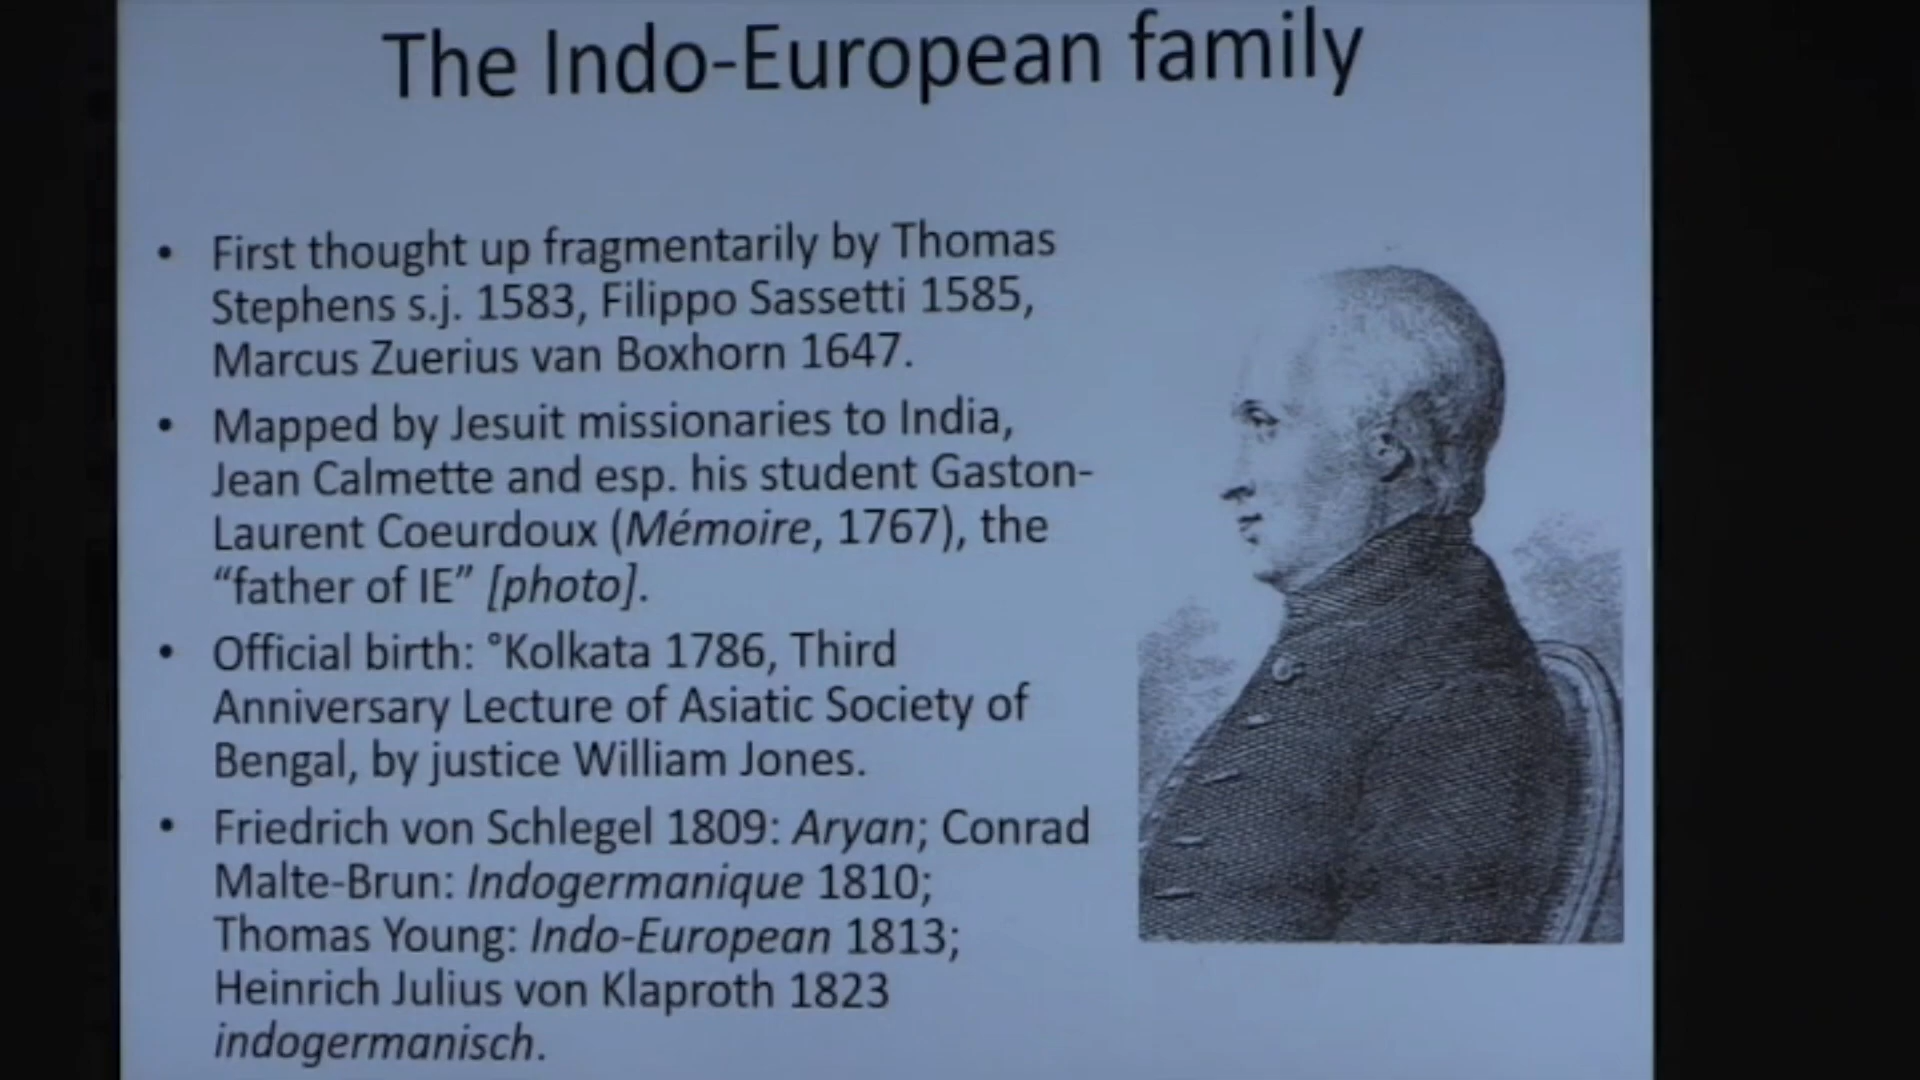 The Indo-European family
• First thought up fragmentarily by Thomas
Stephens s.j. 1583, Filippo Sassetti 1585,
Marcus Zuerius van Boxhorn 1647.
• Mapped by Jesuit missionaries to India,
Jean Calmette and esp. his student Gaston-
Laurent Coeurdoux (Mémoire, 1767), the
“father of IE” [photo].
• Official birth: °Kolkata 1786, Third
Anniversary Lecture of Asiatic Society of
Bengal, by justice William Jones.
• Friedrich von Schlegel 1809: Aryan; Conrad
Malte-Brun: Indogermanique 1810;
Thomas Young: Indo-European 1813;
Heinrich Julius von Klaproth 1823
indogermanisch.